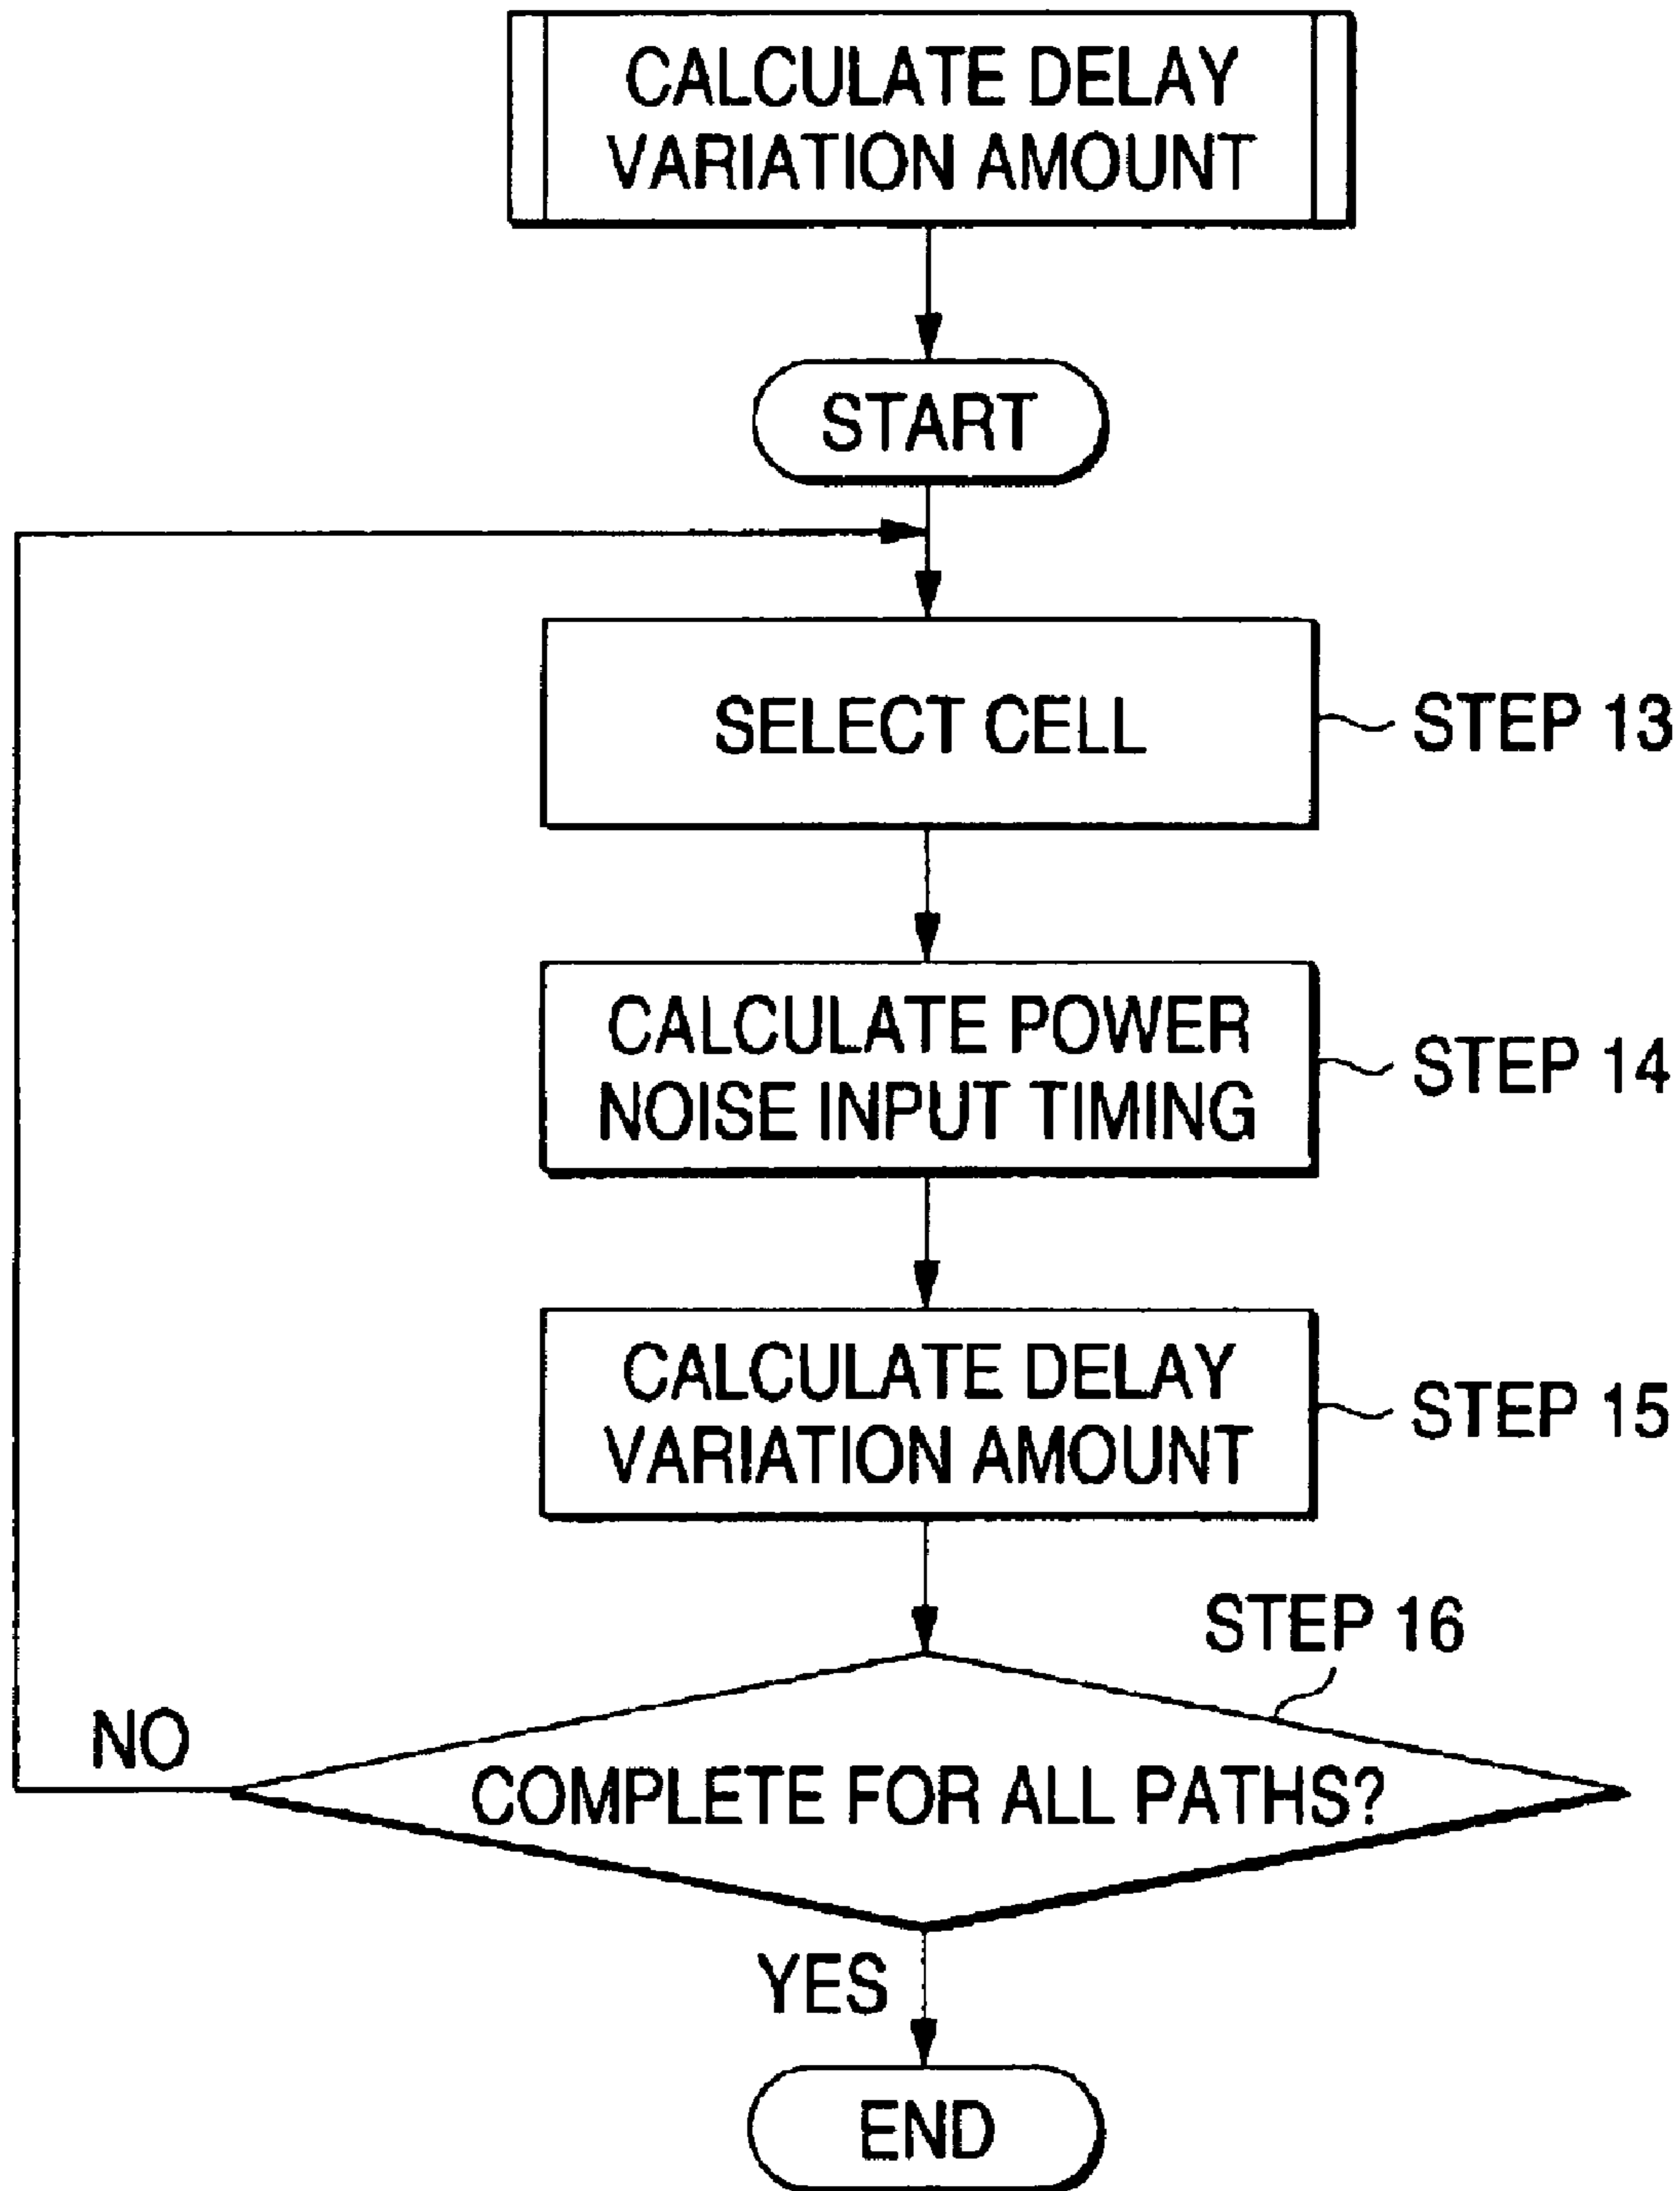 CALCULATE DELAY
VARIATION AMOUNT
START
SELECT CELL
STEP 13
CALCULATE POWER
NOISE INPUT TIMING
STEP 14
CALCULATE DELAY
VARIATION AMOUNT
STEP 15
STEP 16
NO
COMPLETE FOR ALL PATHS?
YES
END